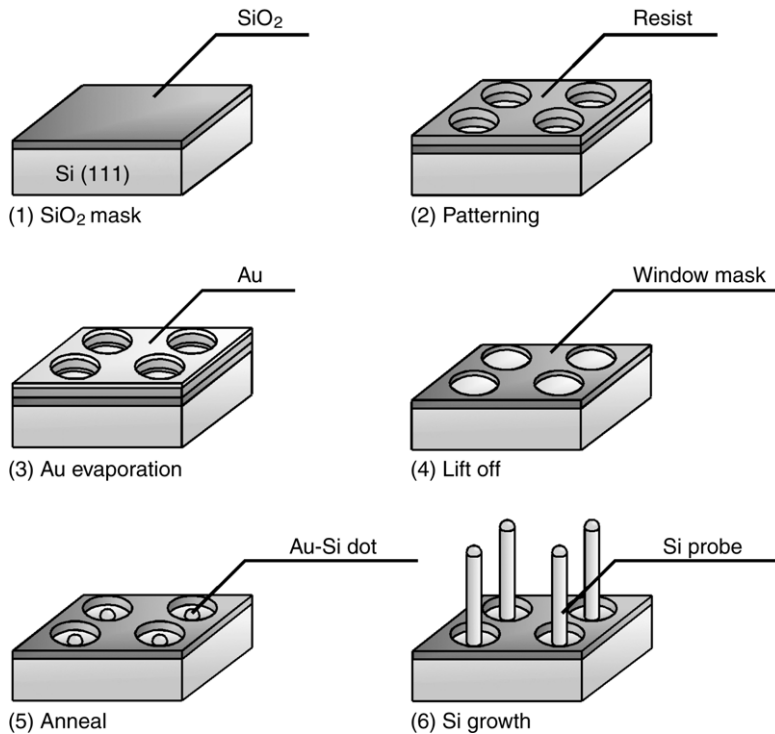 SiO₂
Resist
Si (111)
(1) SiO₂ mask
(2) Patterning
Au
Window mask
(3) Au evaporation
(4) Lift off
Au-Si dot
Si probe
(5) Anneal
(6) Si growth